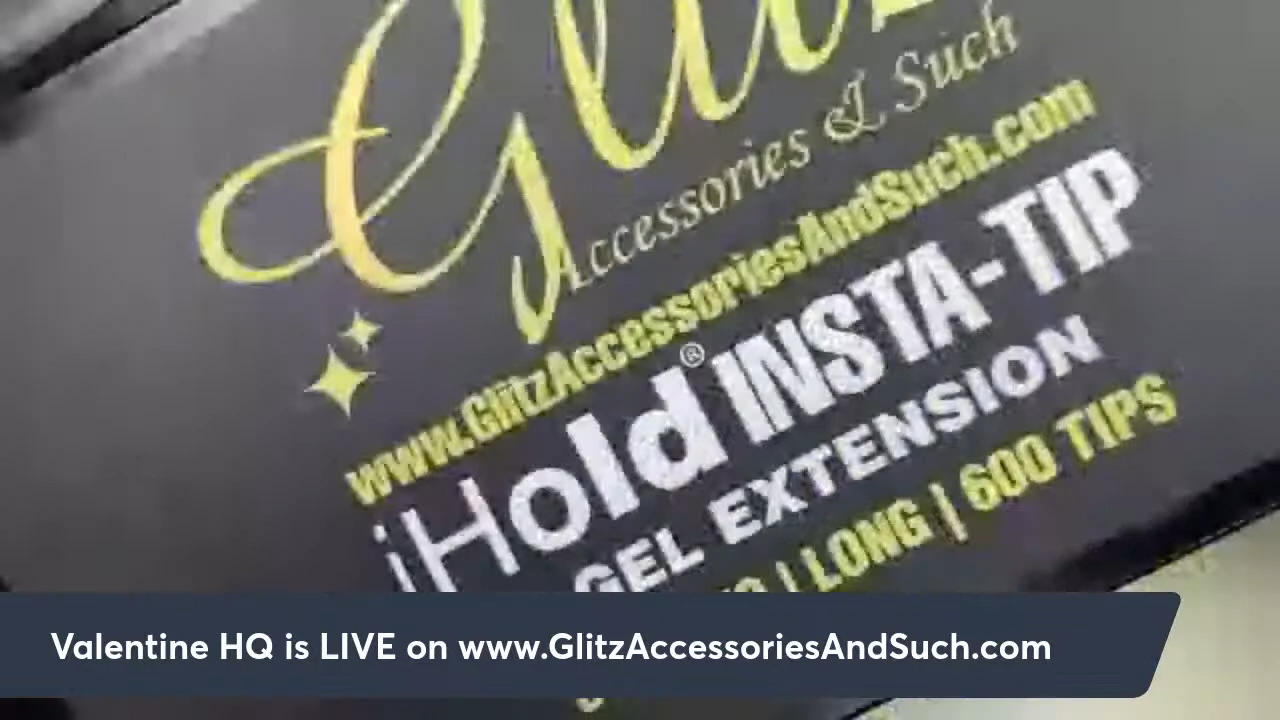 Glitz
Accessories & Such
www.GlitzAccessoriesAndSuch.com
iHold® INSTA-TIP
GEL EXTENSION
| LONG | 600 TIPS
Valentine HQ is LIVE on www.GlitzAccessoriesAndSuch.com